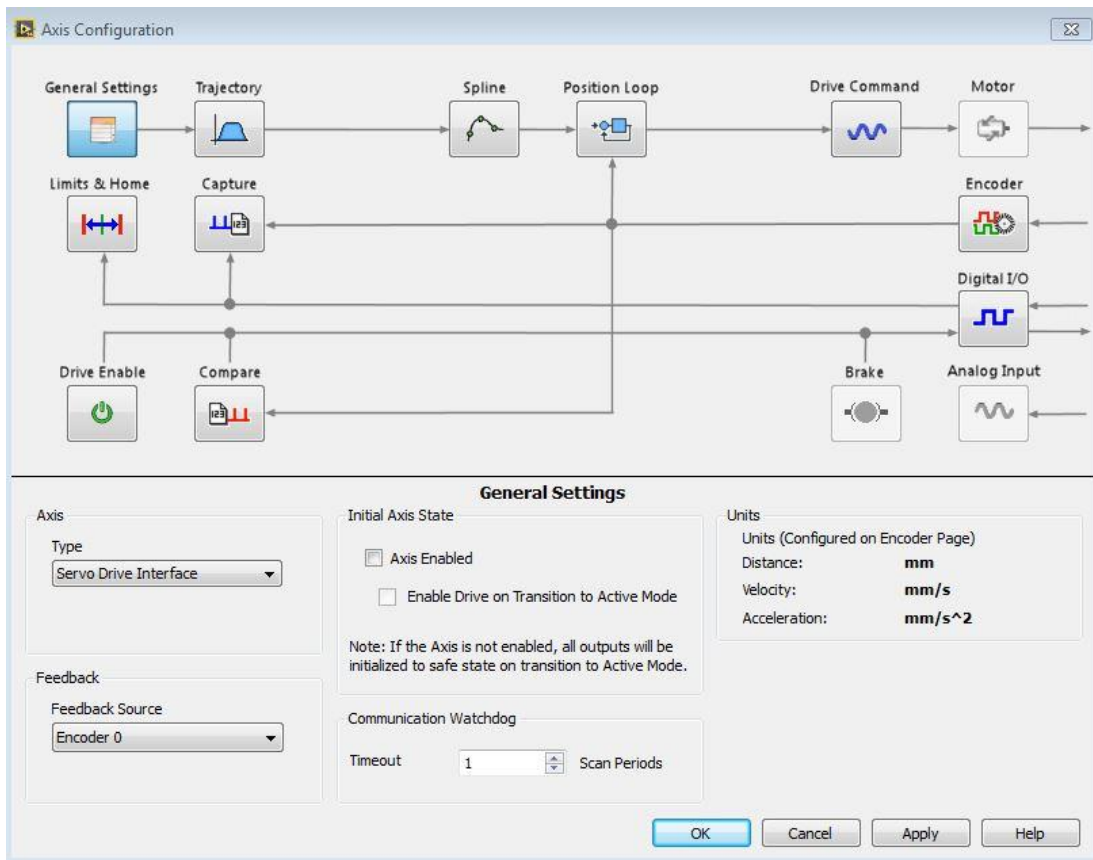 Axis Configuration
General Settings
Trajectory
Spline
Position Loop
Drive Command
Motor
Limits & Home
Capture
Encoder
123
Digital I/O
Drive Enable
Compare
Brake
Analog Input
123
General Settings
Axis
Type
Servo Drive Interface
Feedback
Feedback Source
Encoder 0
Initial Axis State
Axis Enabled
Enable Drive on Transition to Active Mode
Note: If the Axis is not enabled, all outputs will be
initialized to safe state on transition to Active Mode.
Communication Watchdog
Timeout 1 Scan Periods
Units
Units (Configured on Encoder Page)
Distance: mm
Velocity: mm/s
Acceleration: mm/s^2
OK Cancel Apply Help